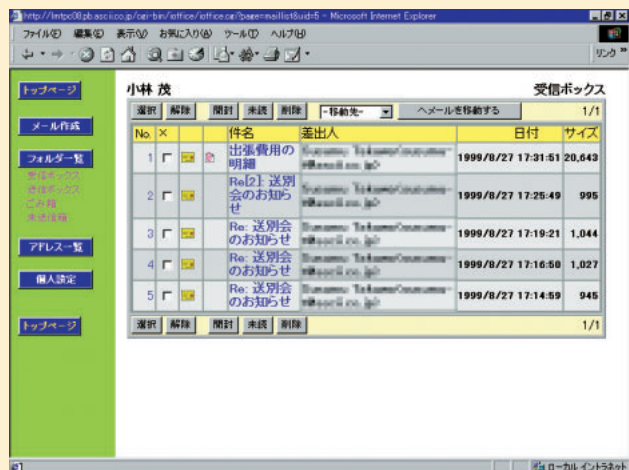 http://lmtpc08.pb.ascii.co.jp/cgi-bin/ioffice/ioffice.cgi?page=maillist&uid=5 - Microsoft Internet Explorer
ファイル(F) 編集(E) 表示(V) お気に入り(A) ツール(T) ヘルプ(H)
リンク
トップページ
メール作成
フォルダ一覧
受信ボックス
送信ボックス
ごみ箱
未送信箱
アドレス一覧
個人設定
トップページ
小林 茂 受信ボックス
選択 解除 開封 未読 削除 -移動先- へメールを移動する 1/1
No. × 件名 差出人 日付 サイズ
1 出張費用の明細 1999/8/27 17:31:51 20,643
2 Re[2]: 送別会のお知らせ 1999/8/27 17:25:49 995
3 Re: 送別会のお知らせ 1999/8/27 17:19:21 1,044
4 Re: 送別会のお知らせ 1999/8/27 17:16:50 1,027
5 Re: 送別会のお知らせ 1999/8/27 17:14:59 945
選択 解除 開封 未読 削除 1/1
ローカル イントラネット